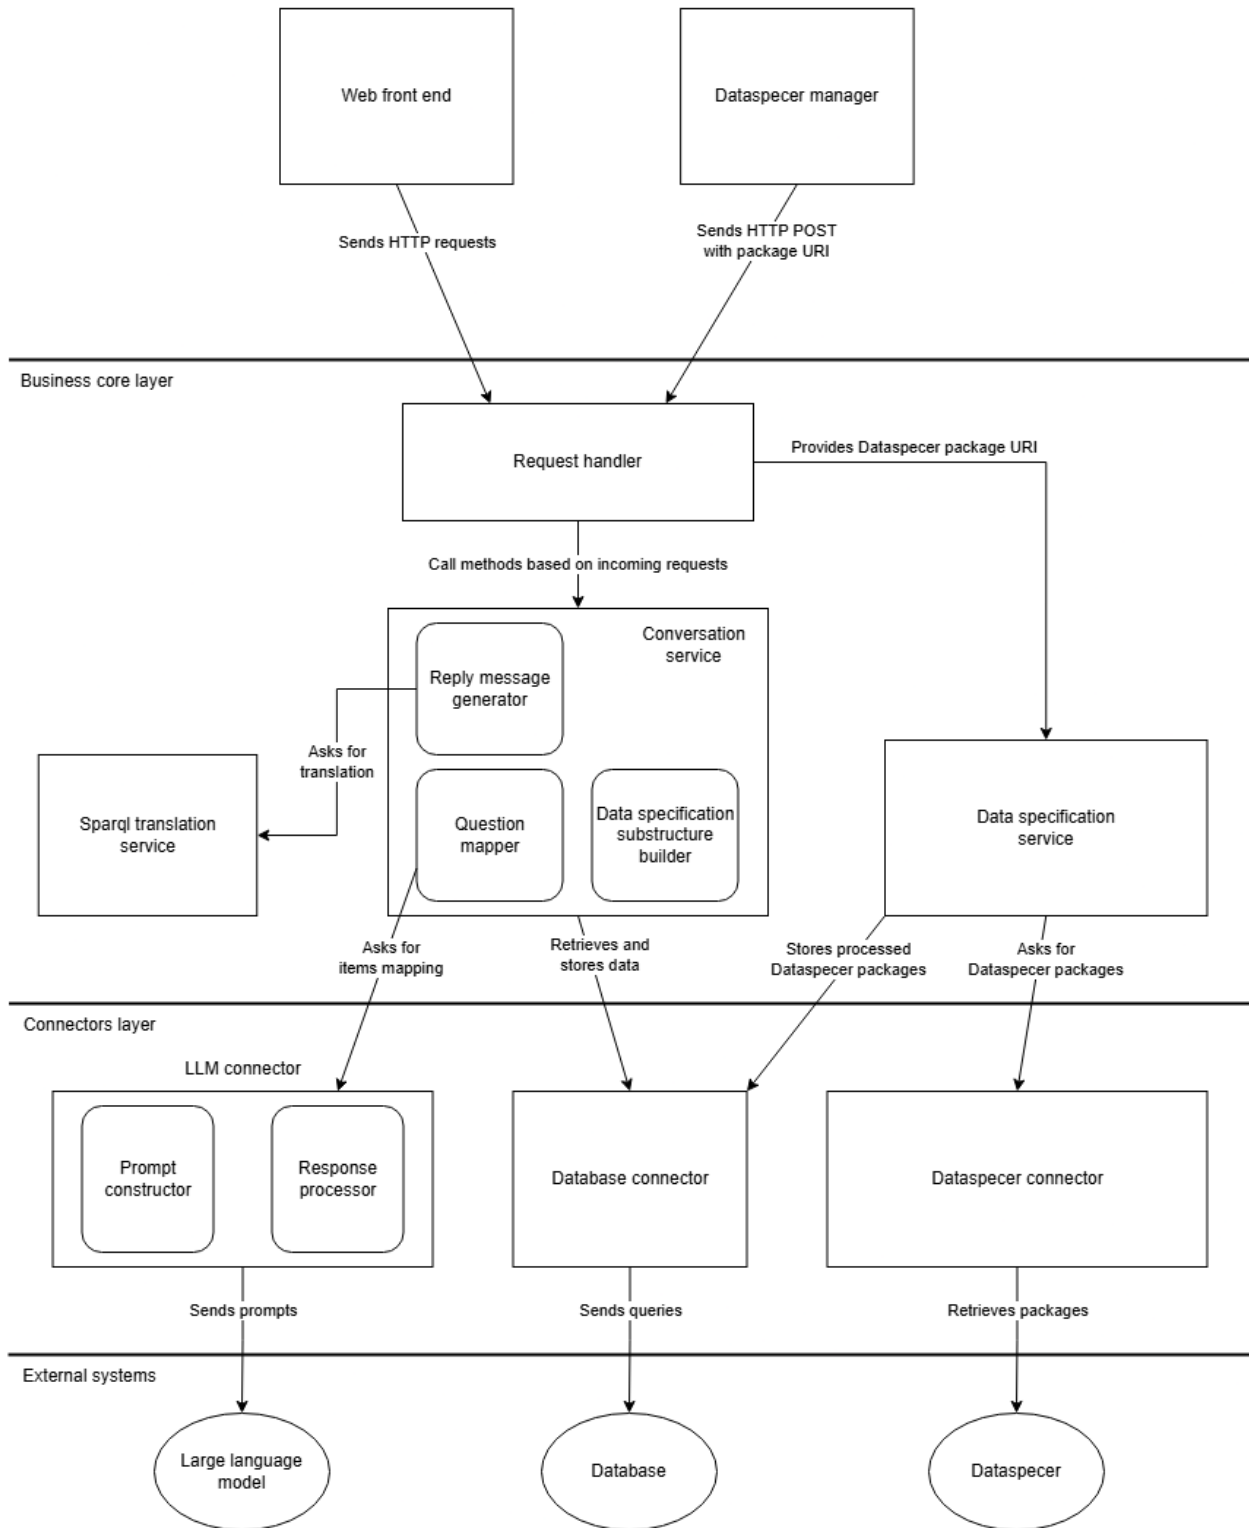 Web front end
Dataspecer manager
Sends HTTP requests
Sends HTTP POST
with package URI
Business core layer
Request handler
Provides Dataspecer package URI
Call methods based on incoming requests
Conversation
service
Reply message
generator
Asks for
translation
Sparql translation
service
Question
mapper
Data specification
substructure
builder
Data specification
service
Asks for
items mapping
Retrieves and
stores data
Stores processed
Dataspecer packages
Asks for
Dataspecer packages
Connectors layer
LLM connector
Prompt
constructor
Response
processor
Database connector
Dataspecer connector
Sends prompts
Sends queries
Retrieves packages
External systems
Large language
model
Database
Dataspecer